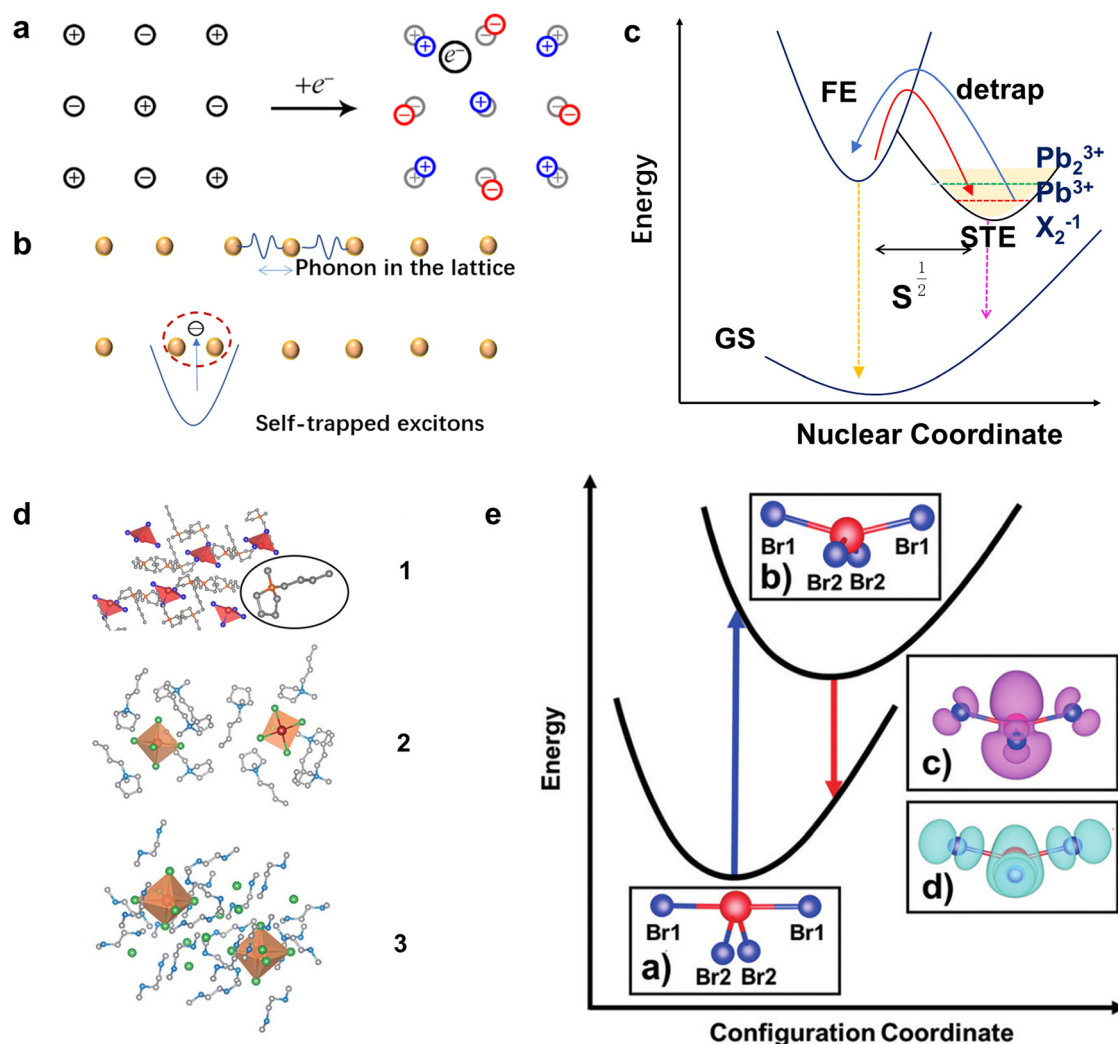 a
+e⁻
e⁻
b
Phonon in the lattice
Self-trapped excitons
c
FE
detrap
Pb₂³⁺
Pb³⁺
X₂⁻¹
STE
S^{1/2}
GS
Energy
Nuclear Coordinate
d
1
2
3
e
b)
Br1
Br1
Br2 Br2
c)
d)
a)
Br1
Br1
Br2 Br2
Energy
Configuration Coordinate